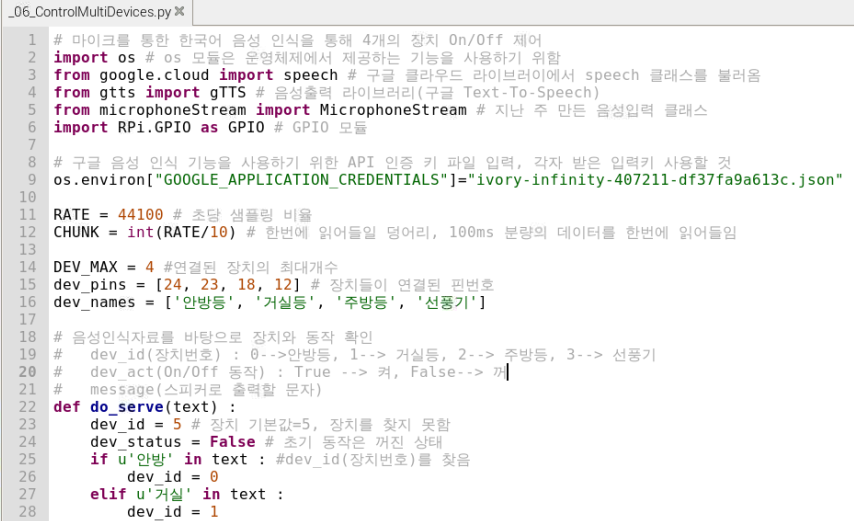 _06_ControlMultiDevices.py ✖
1 # 마이크를 통한 한국어 음성 인식을 통해 4개의 장치 On/Off 제어
2 import os # os 모듈은 운영체제에서 제공하는 기능을 사용하기 위함
3 from google.cloud import speech # 구글 클라우드 라이브러이에서 speech 클래스를 불러옴
4 from gtts import gTTS # 음성출력 라이브러리(구글 Text-To-Speech)
5 from microphoneStream import MicrophoneStream # 지난 주 만든 음성입력 클래스
6 import RPi.GPIO as GPIO # GPIO 모듈
7
8 # 구글 음성 인식 기능을 사용하기 위한 API 인증 키 파일 입력, 각자 받은 입력키 사용할 것
9 os.environ["GOOGLE_APPLICATION_CREDENTIALS"]="ivory-infinity-407211-df37fa9a613c.json"
10
11 RATE = 44100 # 초당 샘플링 비율
12 CHUNK = int(RATE/10) # 한번에 읽어들일 덩어리, 100ms 분량의 데이터를 한번에 읽어들임
13
14 DEV_MAX = 4 #연결된 장치의 최대개수
15 dev_pins = [24, 23, 18, 12] # 장치들이 연결된 핀번호
16 dev_names = ['안방등', '거실등', '주방등', '선풍기']
17
18 # 음성인식자료를 바탕으로 장치와 동작 확인
19 #   dev_id(장치번호) : 0-->안방등, 1--> 거실등, 2--> 주방등, 3--> 선풍기
20 #   dev_act(On/Off 동작) : True --> 켜, False--> 꺼
21 #   message(스피커로 출력할 문자)
22 def do_serve(text) :
23     dev_id = 5 # 장치 기본값=5, 장치를 찾지 못함
24     dev_status = False # 초기 동작은 꺼진 상태
25     if u'안방' in text : #dev_id(장치번호)를 찾음
26         dev_id = 0
27     elif u'거실' in text :
28         dev_id = 1